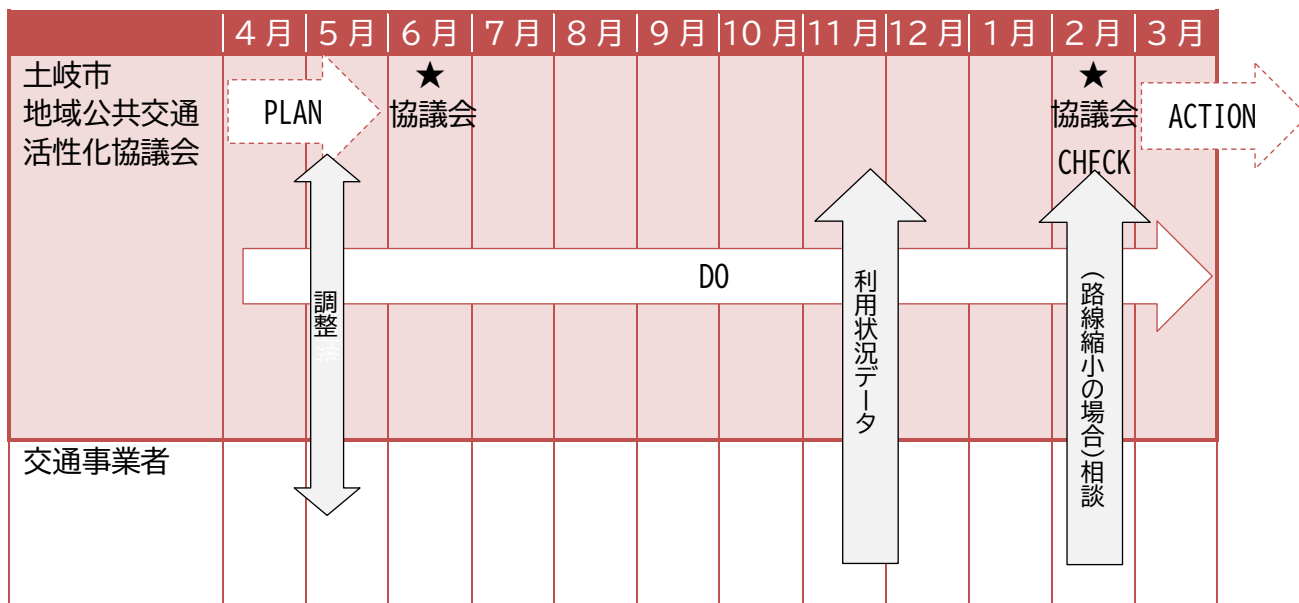 4月 5月 6月 7月 8月 9月 10月 11月 12月 1月 2月 3月
土岐市
地域公共交通
活性化協議会
PLAN
★
協議会
★
協議会
CHECK
ACTION
DO
調整
利用状況データ
(路線縮小の場合)相談
交通事業者